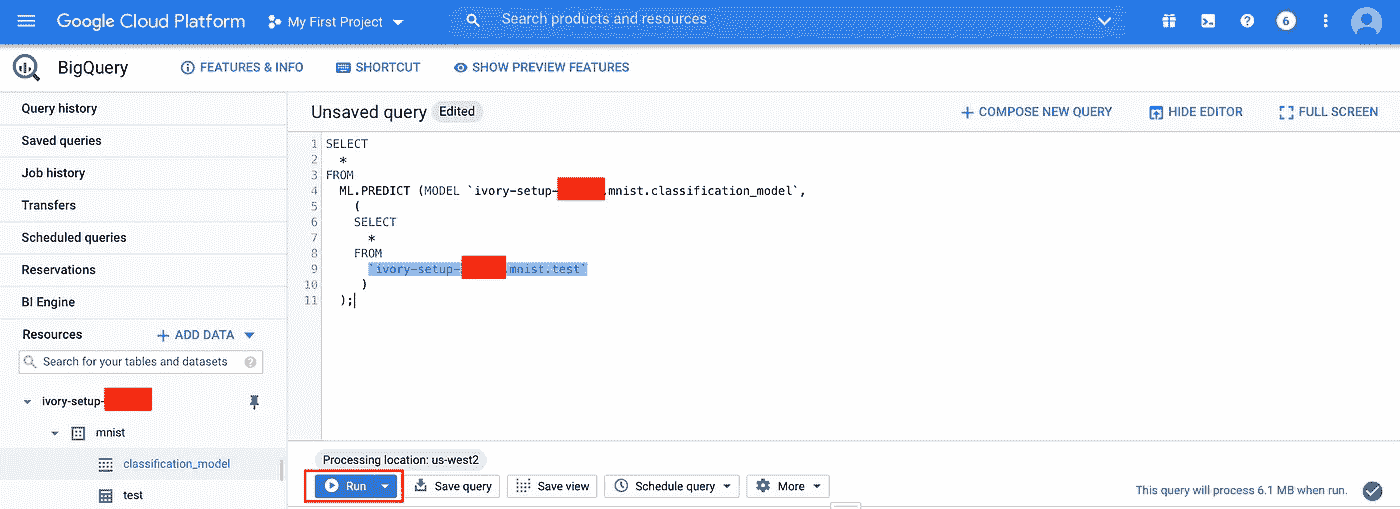 Google Cloud Platform My First Project Search products and resources 6
BigQuery FEATURES & INFO SHORTCUT SHOW PREVIEW FEATURES
Query history
Saved queries
Job history
Transfers
Scheduled queries
Reservations
BI Engine
Resources ADD DATA
Search for your tables and datasets
ivory-setup-
mnist
classification_model
test
Unsaved query Edited COMPOSE NEW QUERY HIDE EDITOR FULL SCREEN
1 SELECT
2 *
3 FROM
4 ML.PREDICT (MODEL `ivory-setup- .mnist.classification_model`,
5 (
6 SELECT
7 *
8 FROM
9 `ivory-setup- .mnist.test`
10 )
11 );
Processing location: us-west2
Run Save query Save view Schedule query More This query will process 6.1 MB when run.